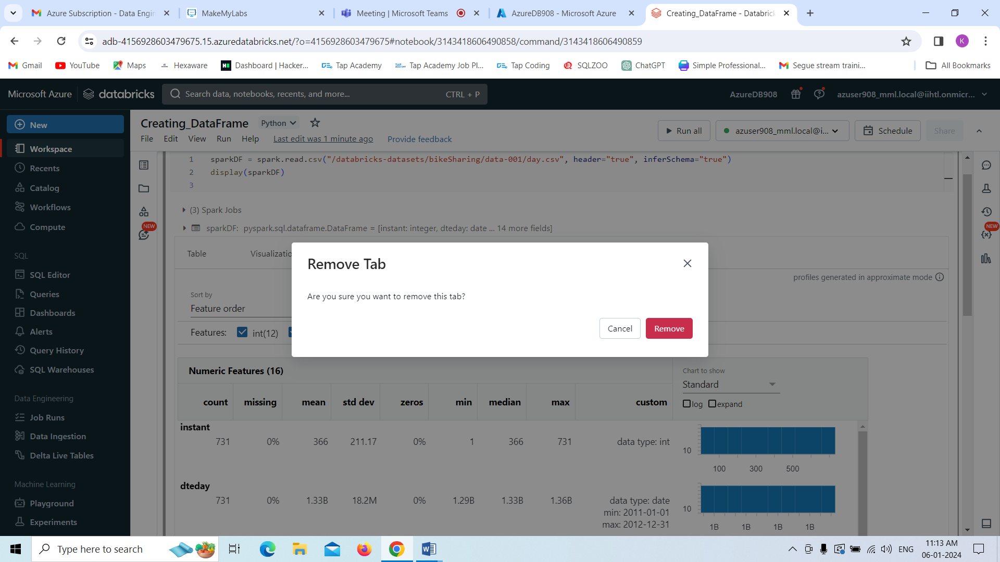 Azure Subscription - Data Engin
MakeMyLabs
Meeting | Microsoft Teams
AzureDB908 - Microsoft Azure
Creating_DataFrame - Databrick
adb-4156928603479675.15.azuredatabricks.net/?o=4156928603479675#notebook/3143418606490858/command/3143418606490859
K
Gmail
YouTube
Maps
Hexaware
Dashboard | Hacker...
Tap Academy
Tap Academy Job Pl...
Tap Coding
SQLZOO
ChatGPT
Simple Professional...
Segue stream traini...
All Bookmarks
Microsoft Azure
databricks
Search data, notebooks, recents, and more...
CTRL + P
AzureDB908
azuser908_mml.local@iihtl.onmicr...
New
Workspace
Recents
Catalog
Workflows
Compute
SQL
SQL Editor
Queries
Dashboards
Alerts
Query History
SQL Warehouses
Data Engineering
Job Runs
Data Ingestion
Delta Live Tables
Machine Learning
Playground
Experiments
Creating_DataFrame
Python
File Edit View Run Help Last edit was 1 minute ago Provide feedback
Run all
azuser908_mml.local@i...
Schedule
Share
NEW
NEW
1 sparkDF = spark.read.csv("/databricks-datasets/bikeSharing/data-001/day.csv", header="true", inferSchema="true")
2 display(sparkDF)
3
(3) Spark Jobs
sparkDF: pyspark.sql.dataframe.DataFrame = [instant: integer, dteday: date ... 14 more fields]
Table Visualizatio
profiles generated in approximate mode
Sort by
Feature order
Features: int(12)
Remove Tab
Are you sure you want to remove this tab?
Cancel Remove
Numeric Features (16)
Chart to show
Standard
log expand
count missing mean std dev zeros min median max custom
instant
731 0% 366 211.17 0% 1 366 731 data type: int
10
100 300 500
dteday
731 0% 1.33B 18.2M 0% 1.29B 1.33B 1.36B data type: date
min: 2011-01-01
max: 2012-12-31
10
1B 1B 1B 1B
Type here to search
ENG
11:13 AM
06-01-2024